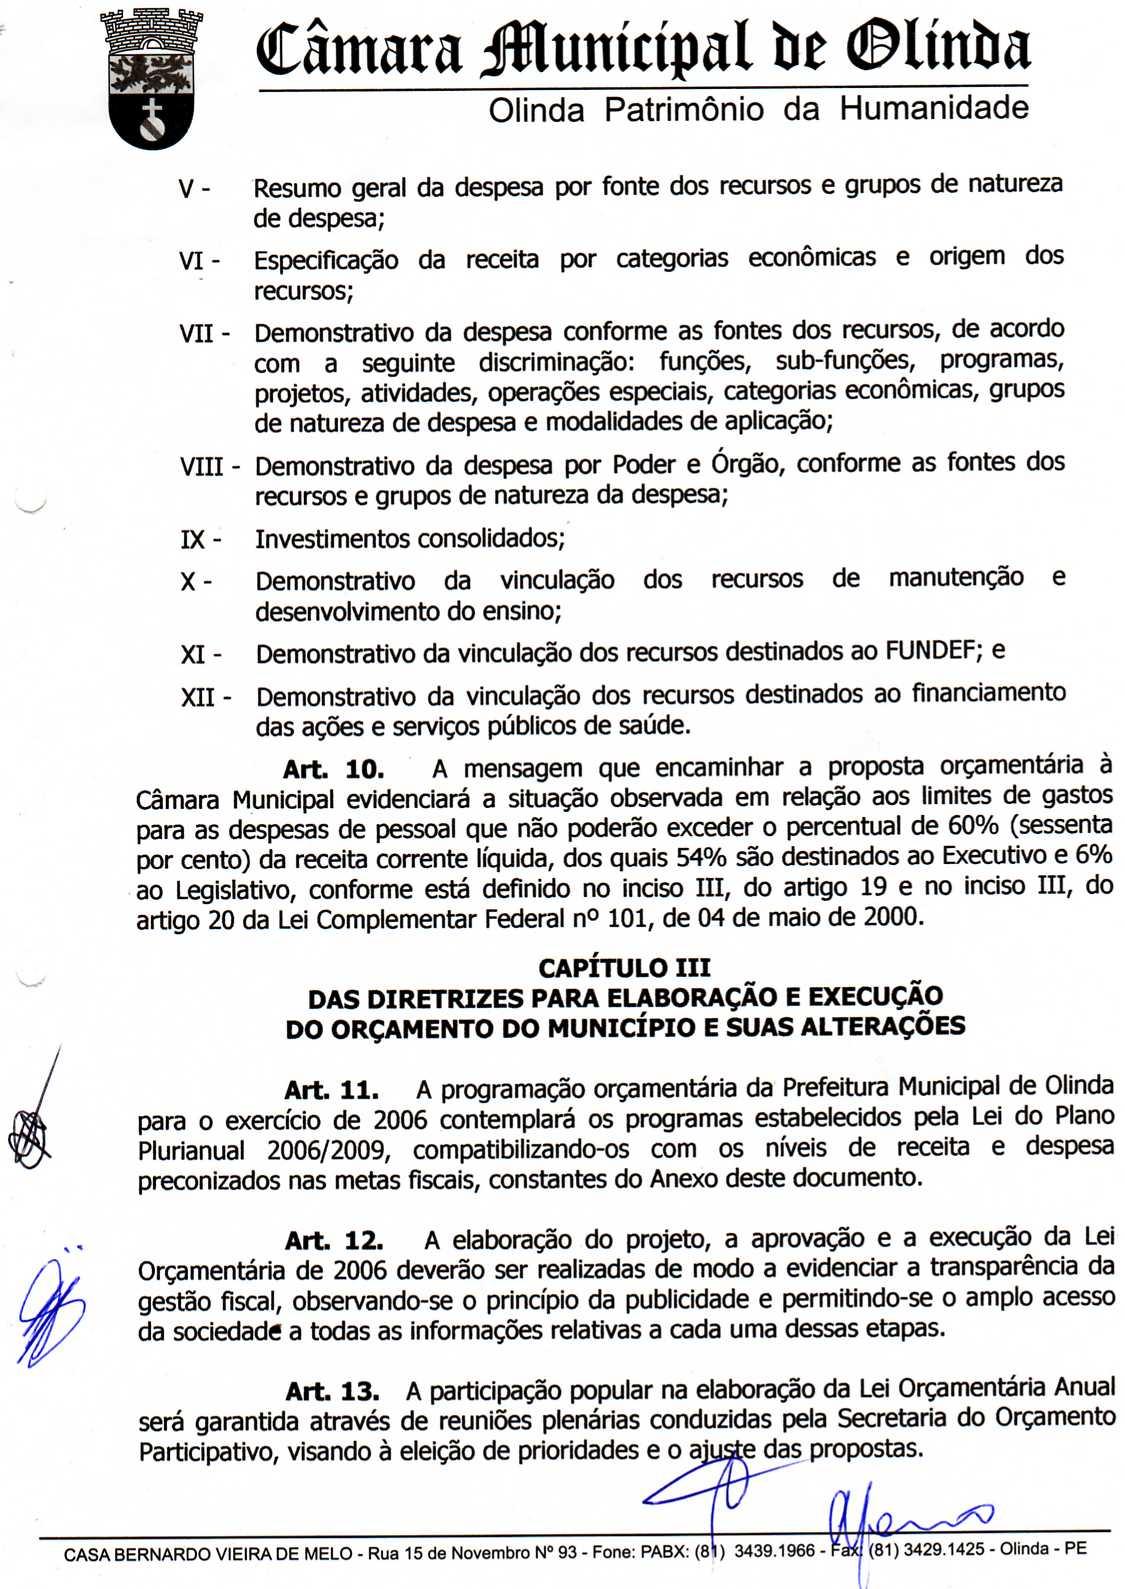 Câmara Municipal de Olinda
Olinda Patrimônio da Humanidade
V - Resumo geral da despesa por fonte dos recursos e grupos de natureza
de despesa;
VI - Especificação da receita por categorias econômicas e origem dos
recursos;
VII - Demonstrativo da despesa conforme as fontes dos recursos, de acordo
com a seguinte discriminação: funções, sub-funções, programas,
projetos, atividades, operações especiais, categorias econômicas, grupos
de natureza de despesa e modalidades de aplicação;
VIII - Demonstrativo da despesa por Poder e Órgão, conforme as fontes dos
recursos e grupos de natureza da despesa;
IX - Investimentos consolidados;
X - Demonstrativo da vinculação dos recursos de manutenção e
desenvolvimento do ensino;
XI - Demonstrativo da vinculação dos recursos destinados ao FUNDEF; e
XII - Demonstrativo da vinculação dos recursos destinados ao financiamento
das ações e serviços públicos de saúde.
Art. 10. A mensagem que encaminhar a proposta orçamentária à
Câmara Municipal evidenciará a situação observada em relação aos limites de gastos
para as despesas de pessoal que não poderão exceder o percentual de 60% (sessenta
por cento) da receita corrente líquida, dos quais 54% são destinados ao Executivo e 6%
ao Legislativo, conforme está definido no inciso III, do artigo 19 e no inciso III, do
artigo 20 da Lei Complementar Federal nº 101, de 04 de maio de 2000.
CAPÍTULO III
DAS DIRETRIZES PARA ELABORAÇÃO E EXECUÇÃO
DO ORÇAMENTO DO MUNICÍPIO E SUAS ALTERAÇÕES
Art. 11. A programação orçamentária da Prefeitura Municipal de Olinda
para o exercício de 2006 contemplará os programas estabelecidos pela Lei do Plano
Plurianual 2006/2009, compatibilizando-os com os níveis de receita e despesa
preconizados nas metas fiscais, constantes do Anexo deste documento.
Art. 12. A elaboração do projeto, a aprovação e a execução da Lei
Orçamentária de 2006 deverão ser realizadas de modo a evidenciar a transparência da
gestão fiscal, observando-se o princípio da publicidade e permitindo-se o amplo acesso
da sociedade a todas as informações relativas a cada uma dessas etapas.
Art. 13. A participação popular na elaboração da Lei Orçamentária Anual
será garantida através de reuniões plenárias conduzidas pela Secretaria do Orçamento
Participativo, visando à eleição de prioridades e o ajuste das propostas.
CASA BERNARDO VIEIRA DE MELO - Rua 15 de Novembro Nº 93 - Fone: PABX: (81) 3439.1966 - Fax: (81) 3429.1425 - Olinda - PE